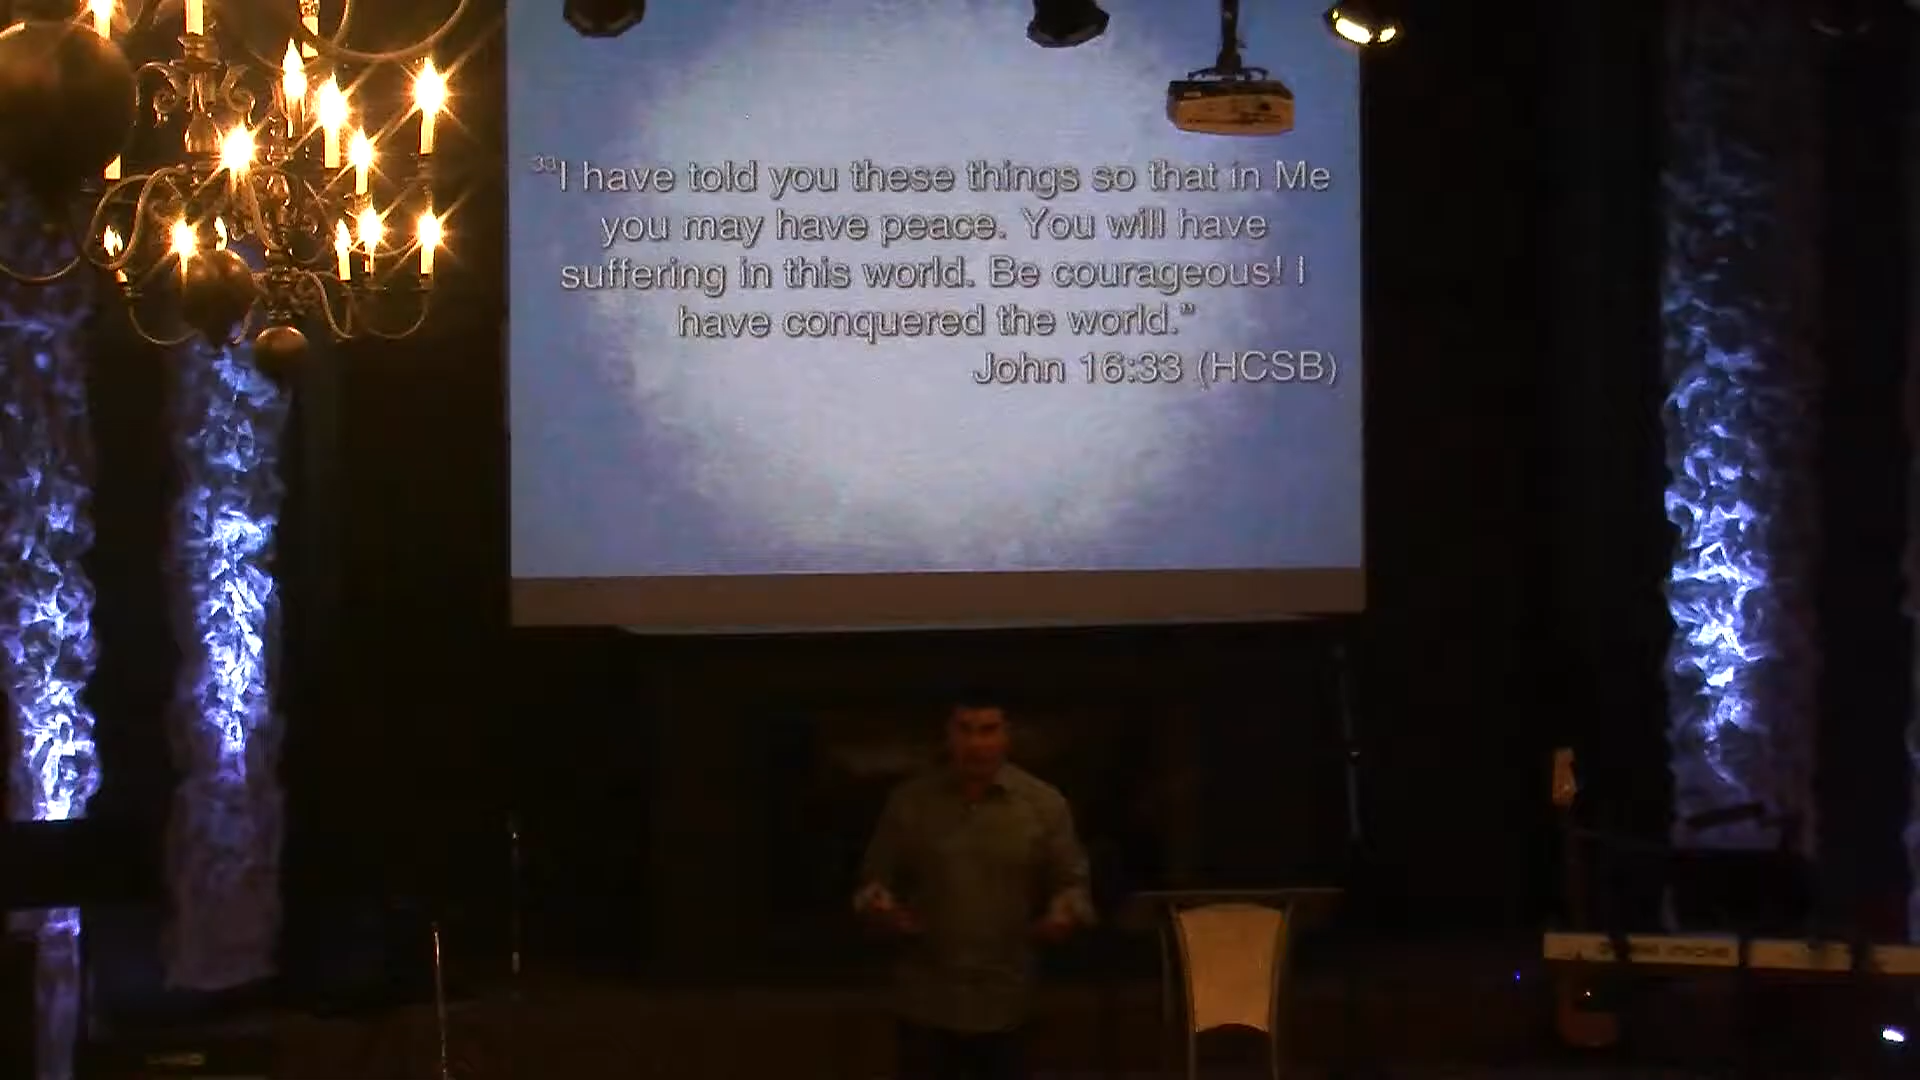 ³³I have told you these things so that in Me
you may have peace. You will have
suffering in this world. Be courageous! I
have conquered the world.”
John 16:33 (HCSB)